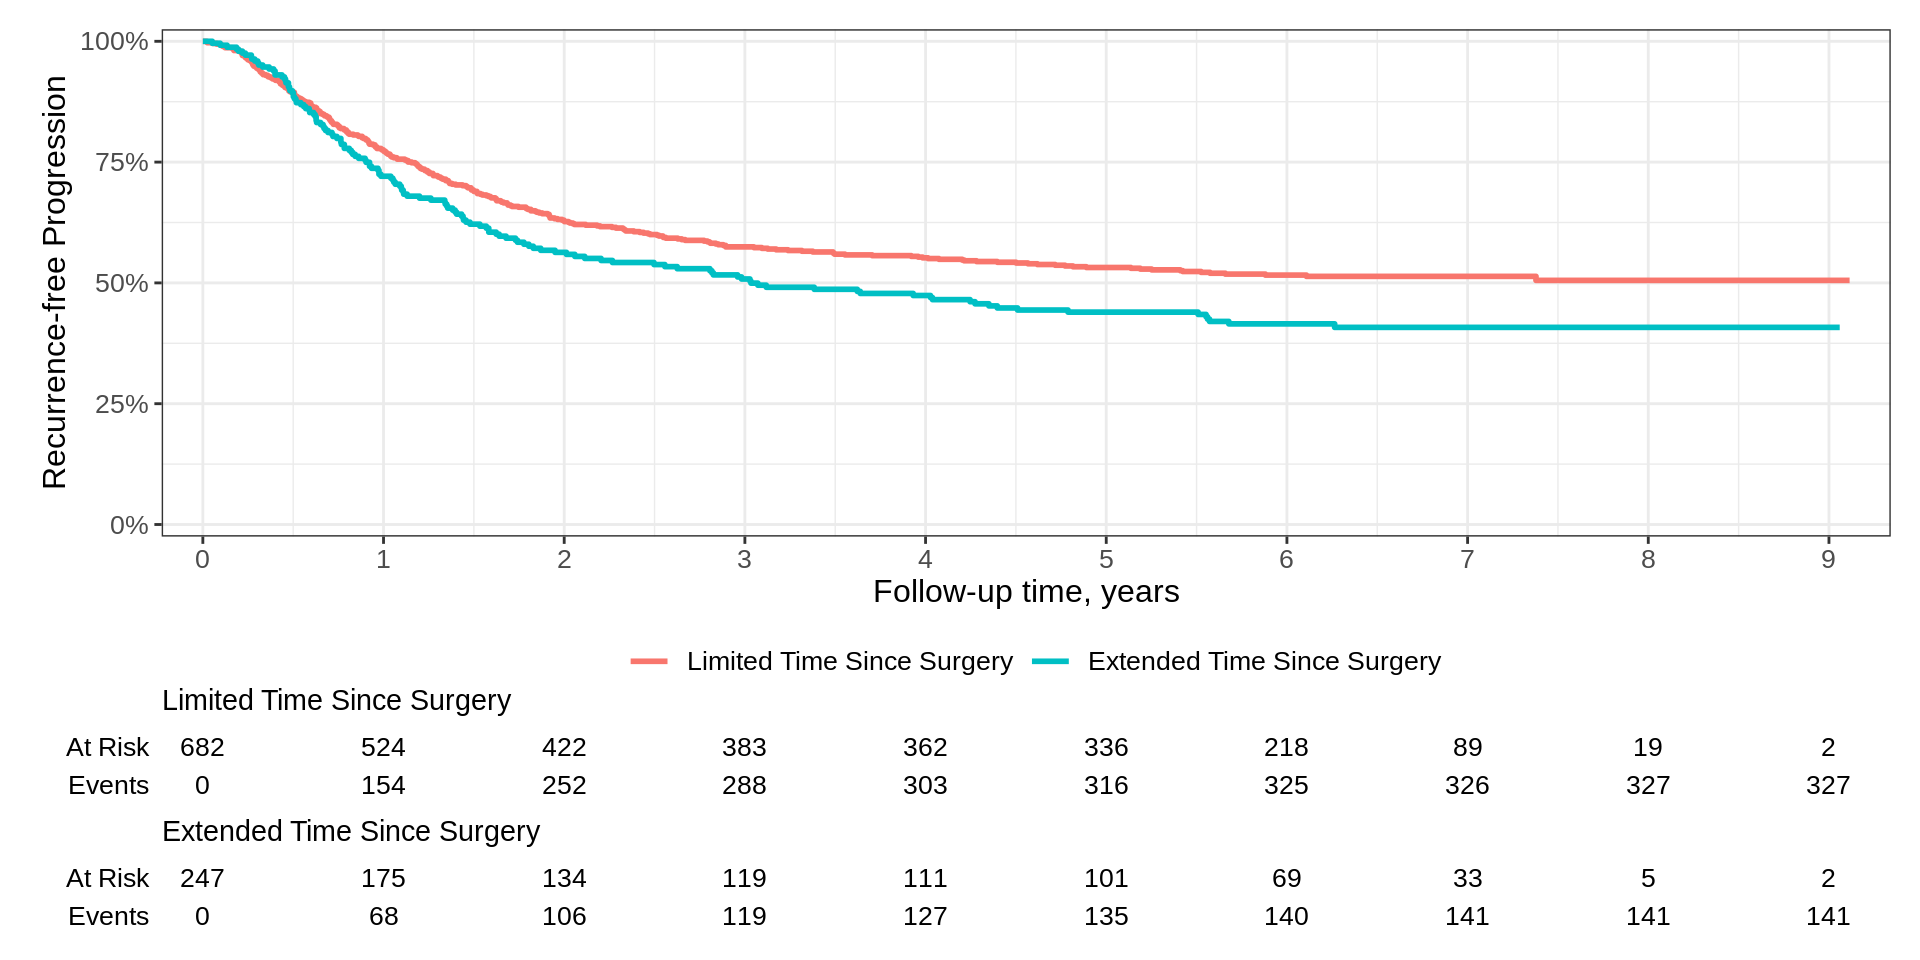 100%
75%
50%
25%
0%
Recurrence-free Progression
0 1 2 3 4 5 6 7 8 9
Follow-up time, years
Limited Time Since Surgery Extended Time Since Surgery
Limited Time Since Surgery
At Risk 682 524 422 383 362 336 218 89 19 2
Events 0 154 252 288 303 316 325 326 327 327
Extended Time Since Surgery
At Risk 247 175 134 119 111 101 69 33 5 2
Events 0 68 106 119 127 135 140 141 141 141